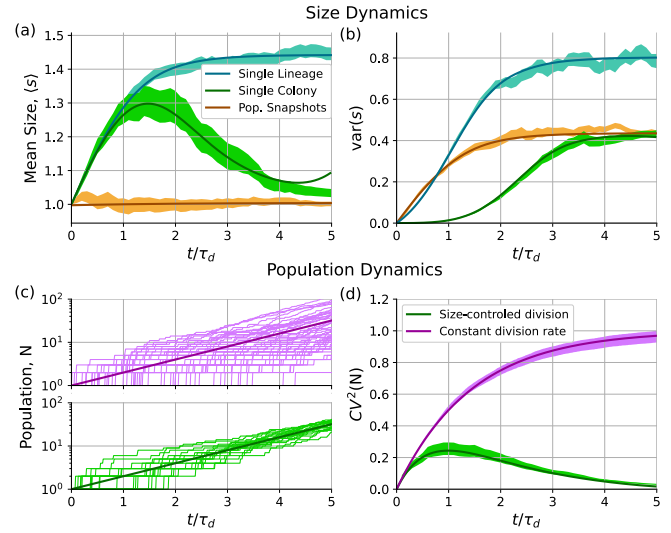 Size Dynamics
(a)
1.5
1.4
1.3
1.2
1.1
1.0
Mean Size, ⟨s⟩
Single Lineage
Single Colony
Pop. Snapshots
0 1 2 3 4 5
t/τd
(b)
0.8
0.6
0.4
0.2
0.0
var(s)
0 1 2 3 4 5
t/τd
Population Dynamics
(c)
10²
10¹
10⁰
10²
10¹
10⁰
Population, N
0 1 2 3 4 5
t/τd
(d)
1.2
1.0
0.8
0.6
0.4
0.2
0.0
CV²(N)
Size-controled division
Constant division rate
0 1 2 3 4 5
t/τd